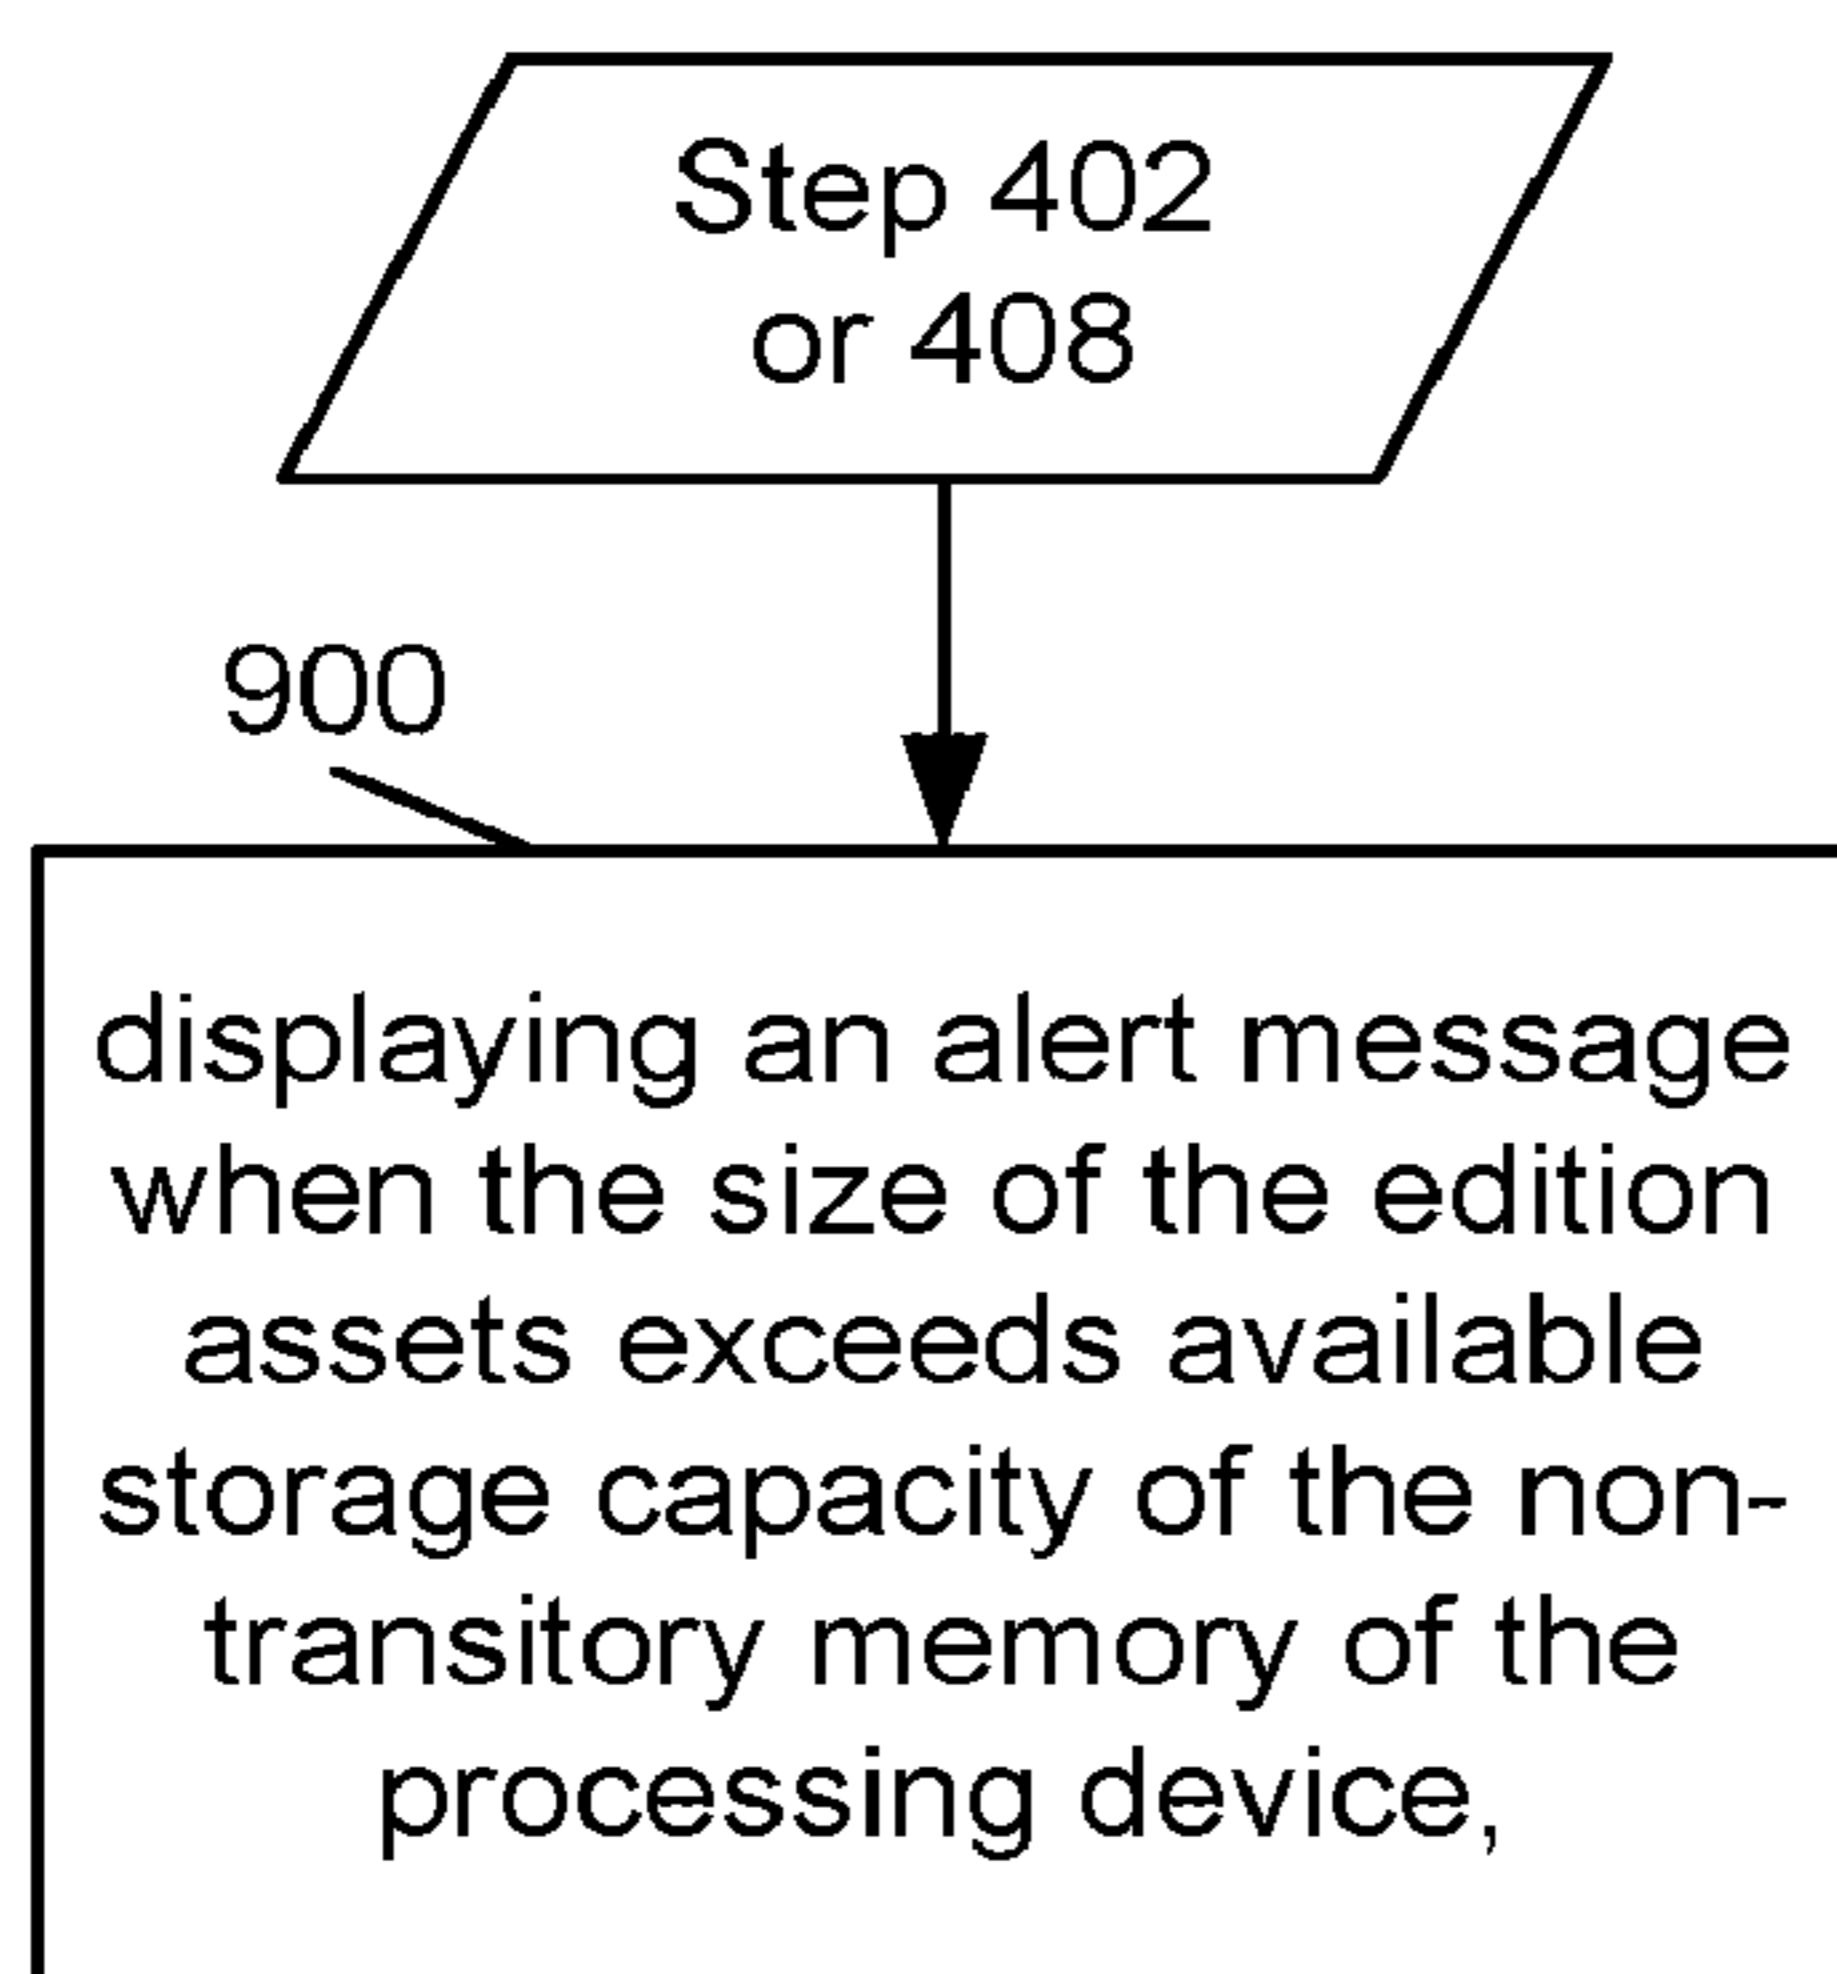 Step 402
or 408
900
displaying an alert message
when the size of the edition
assets exceeds available
storage capacity of the non-
transitory memory of the
processing device,